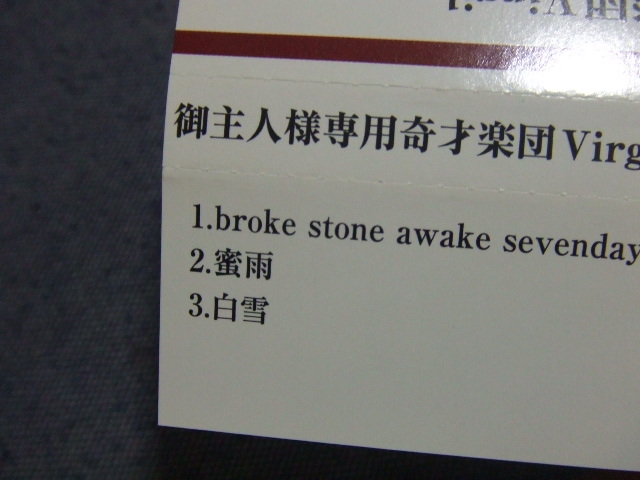 御主人様専用奇才楽団Virg
1.broke stone awake sevenday
2.蜜雨
3.白雪